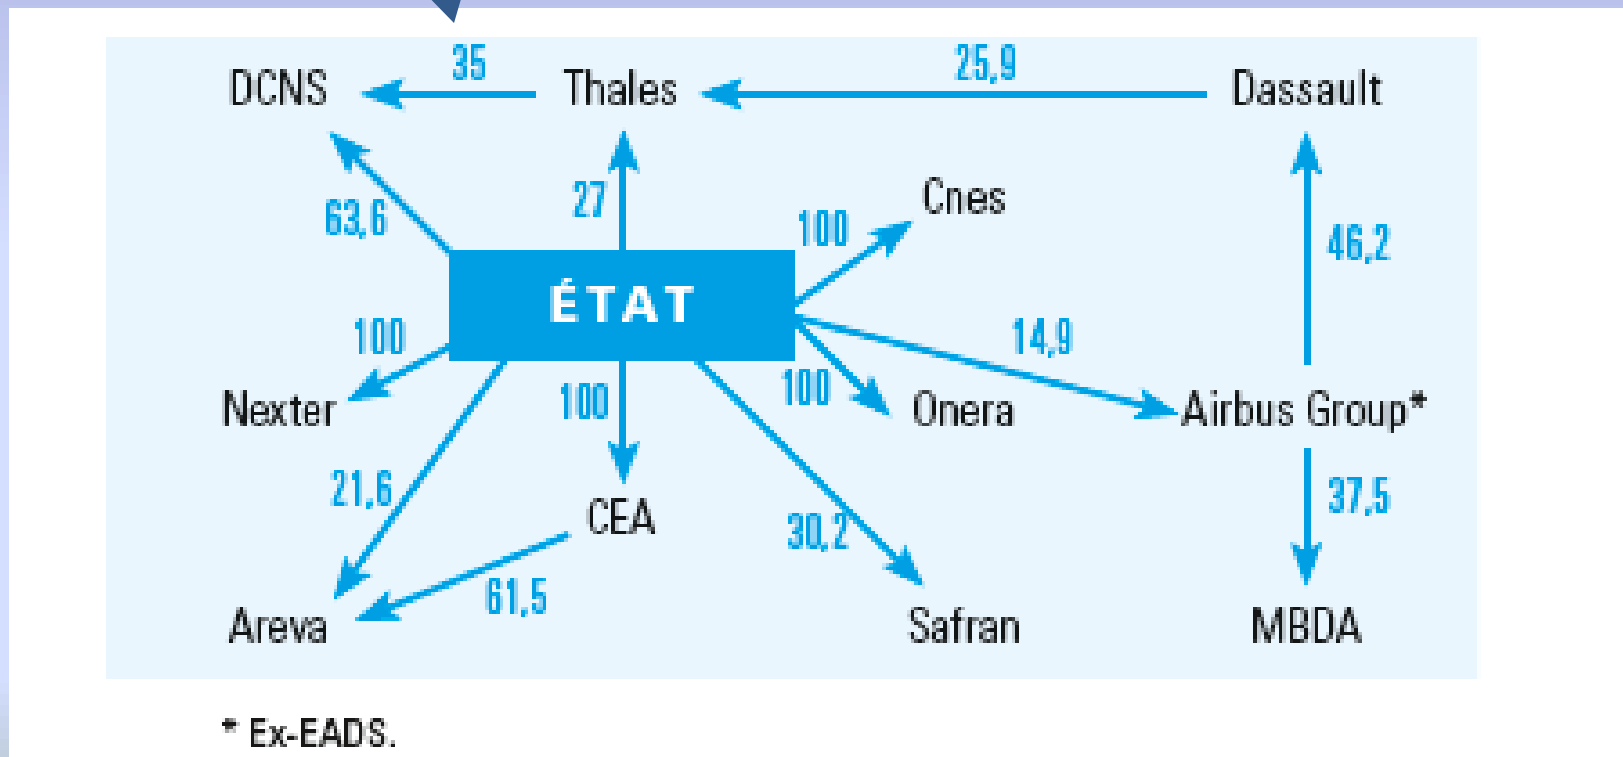 35
25,9
DCNS
Thales
Dassault
Cnes
27
63,6
100
46,2
ÉTAT
100
14,9
100
100
Nexter
Onera
Airbus Group*
21,6
37,5
CEA
30,2
61,5
Areva
Safran
MBDA
* Ex-EADS.